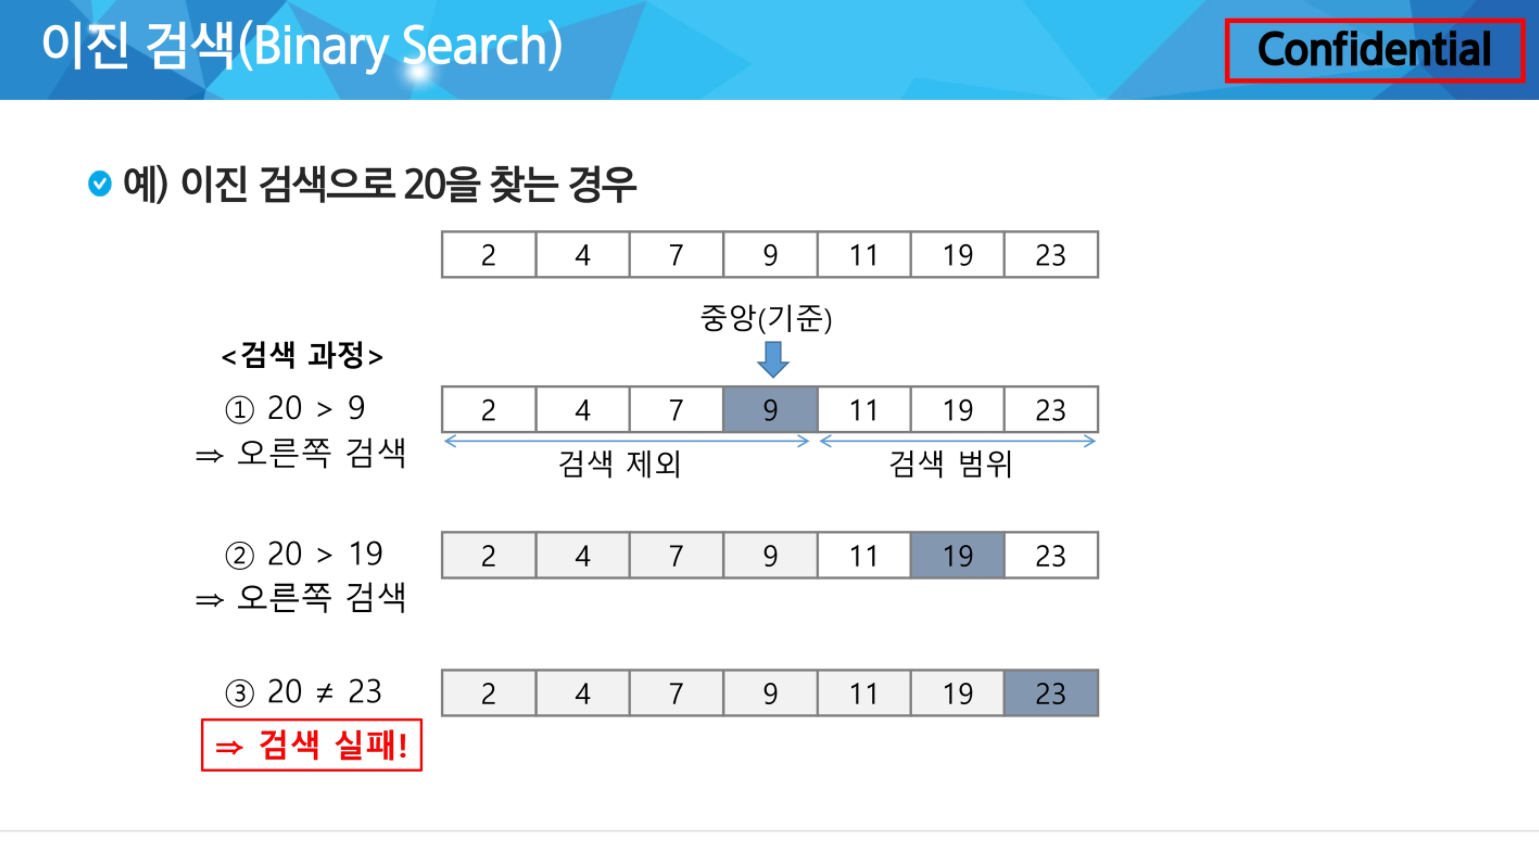 이진 검색(Binary Search)
Confidential
예) 이진 검색으로 20을 찾는 경우
2 4 7 9 11 19 23
중앙(기준)
<검색 과정>
① 20 > 9
⇒ 오른쪽 검색
2 4 7 9 11 19 23
검색 제외
검색 범위
② 20 > 19
⇒ 오른쪽 검색
2 4 7 9 11 19 23
③ 20 ≠ 23
⇒ 검색 실패!
2 4 7 9 11 19 23